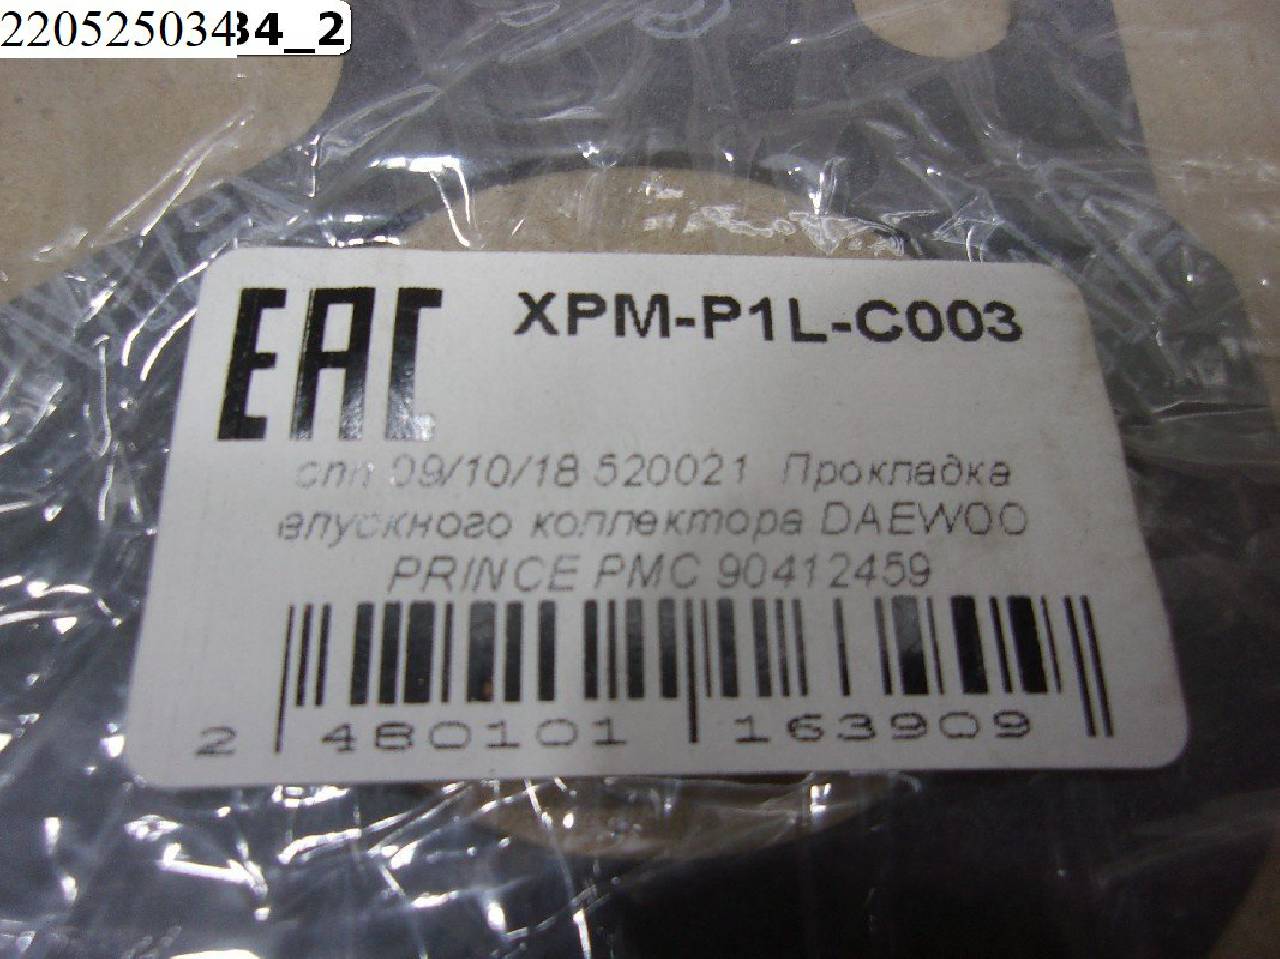 22052503434_2
EAC
XPM-P1L-C003
спп 09/10/18 520021 Прокладка
впускного коллектора DAEWOO
PRINCE PMC 90412459
2 480101 163909